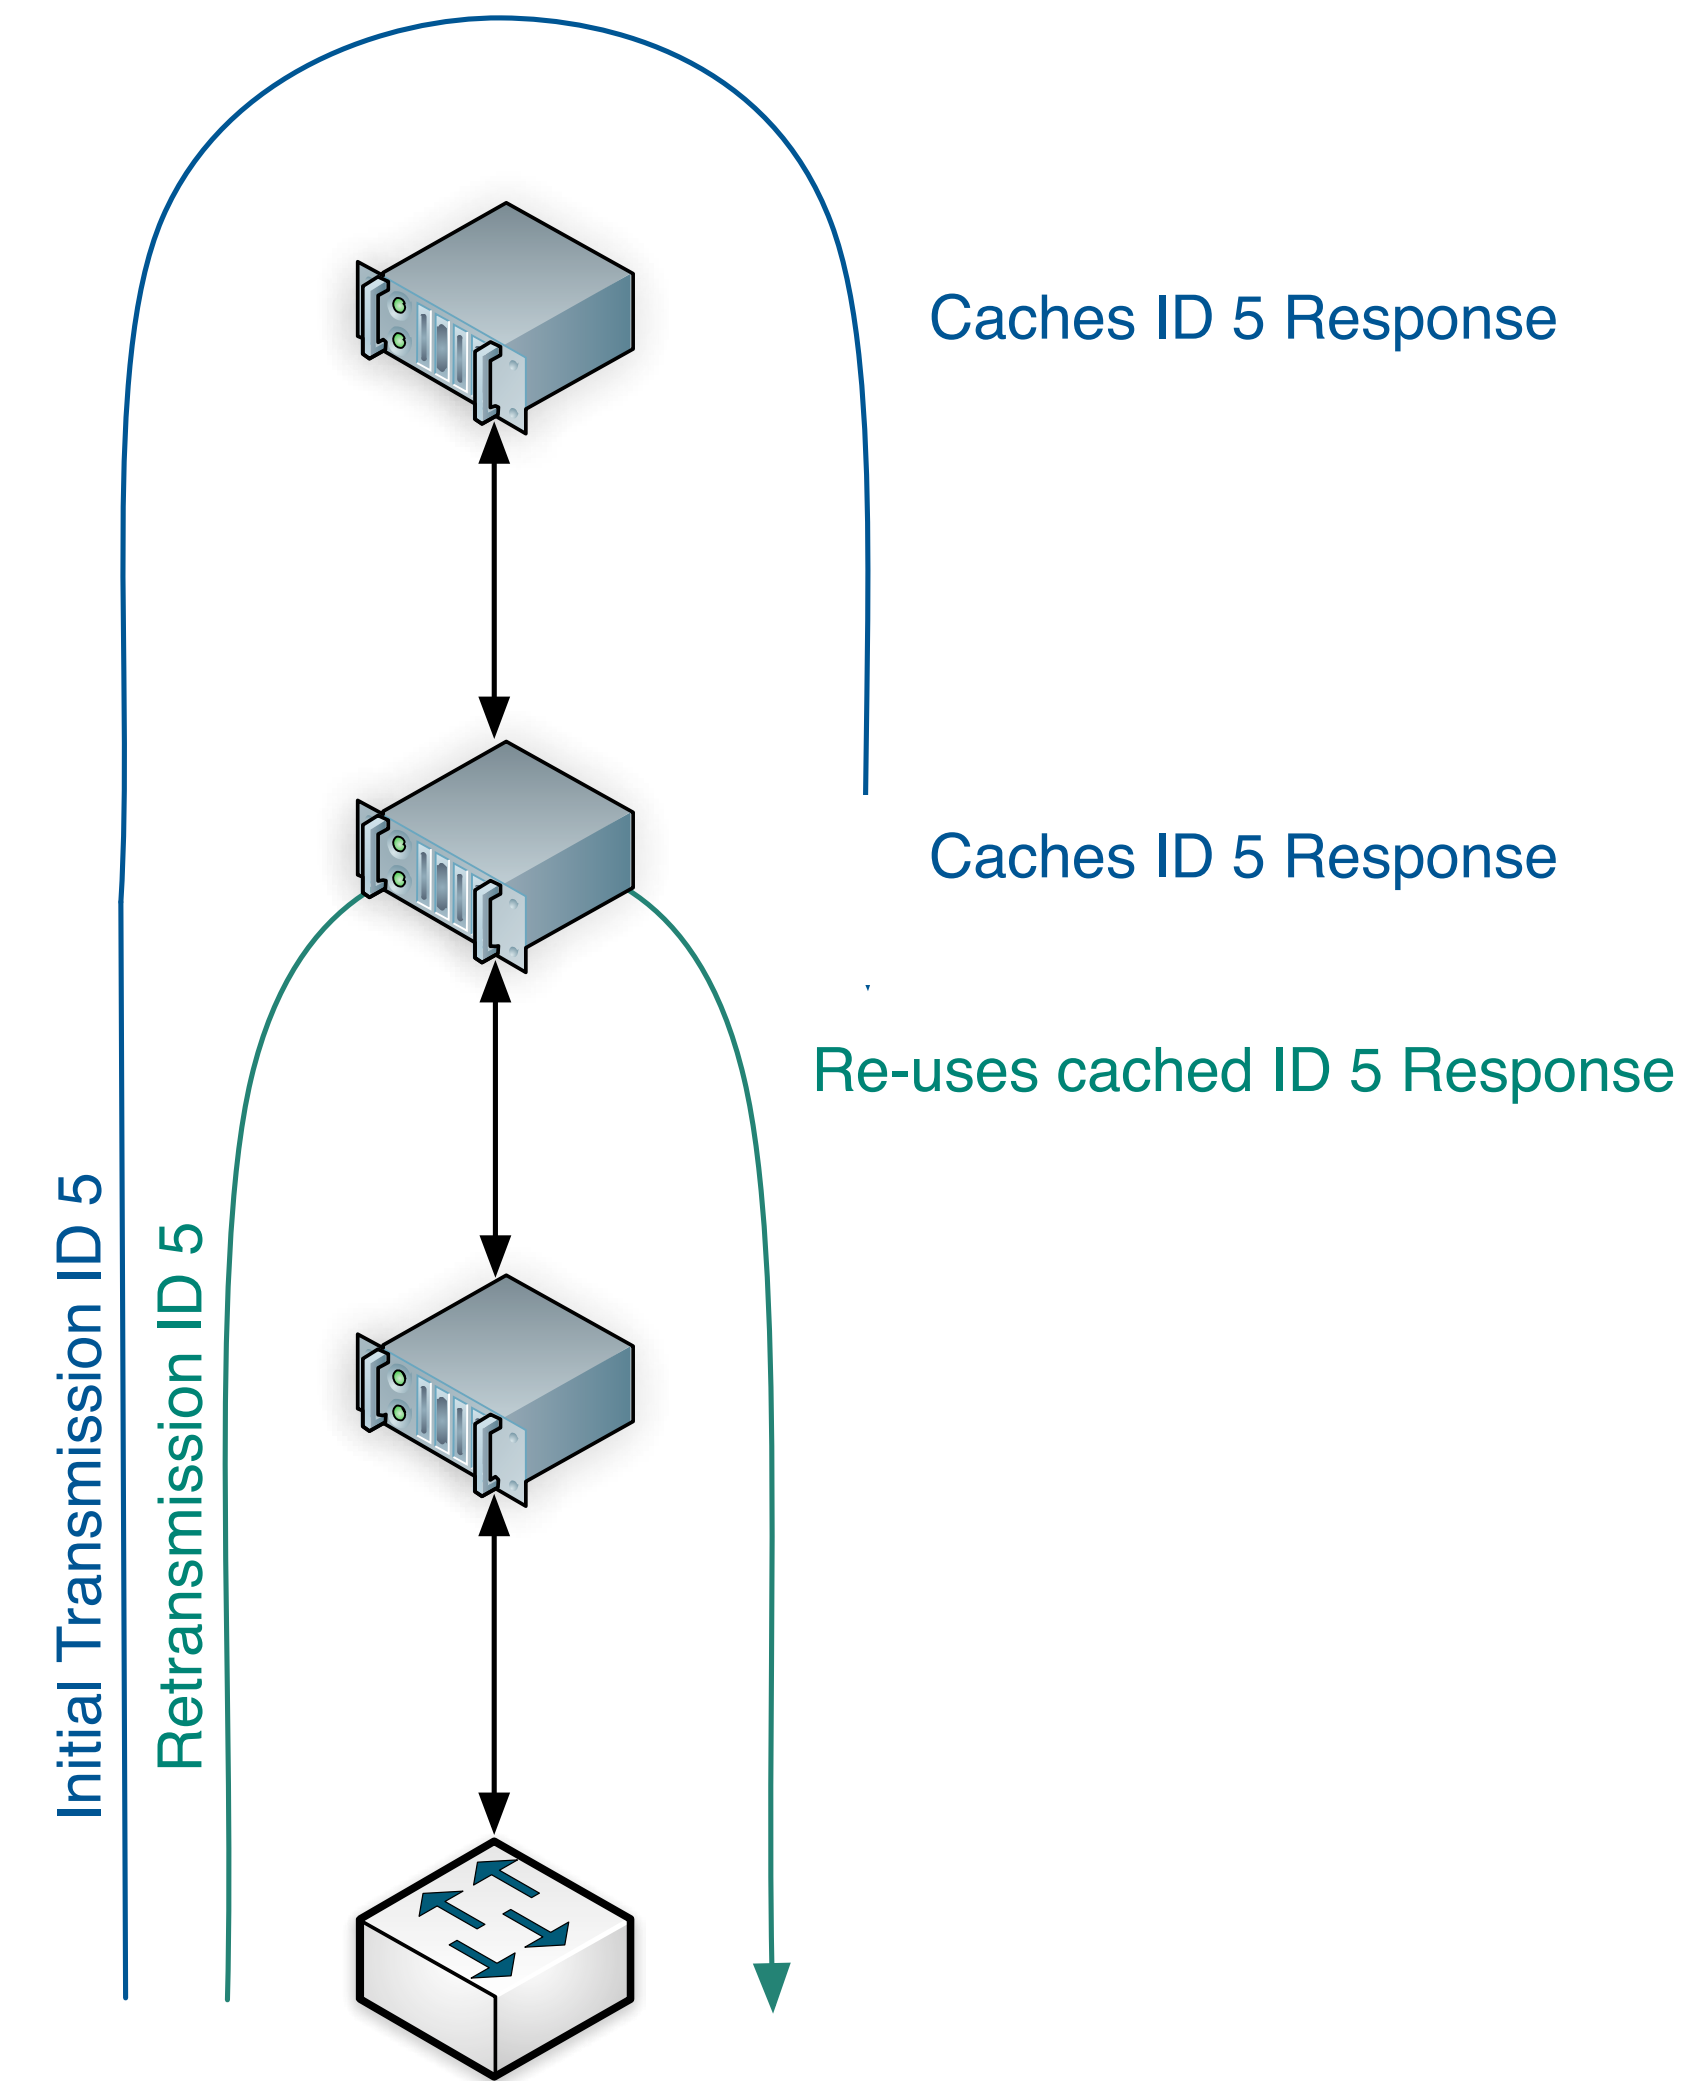 Caches ID 5 Response
Caches ID 5 Response
Re-uses cached ID 5 Response
Initial Transmission ID 5
Retransmission ID 5